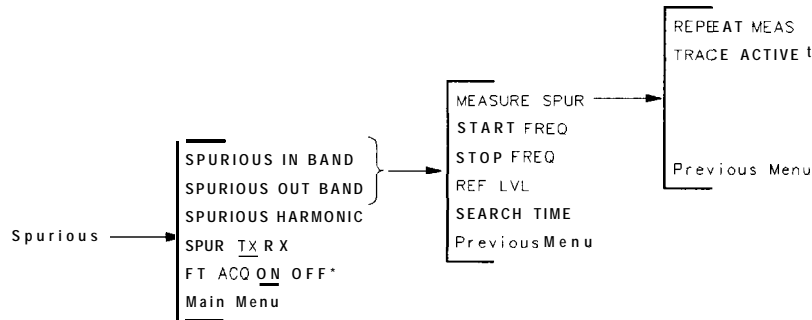 Spurious
SPURIOUS IN BAND
SPURIOUS OUT BAND
SPURIOUS HARMONIC
SPUR TX RX
FT ACQ ON OFF*
Main Menu
MEASURE SPUR
START FREQ
STOP FREQ
REF LVL
SEARCH TIME
Previous Menu
REPEAT MEAS
TRACE ACTIVE t
Previous Menu